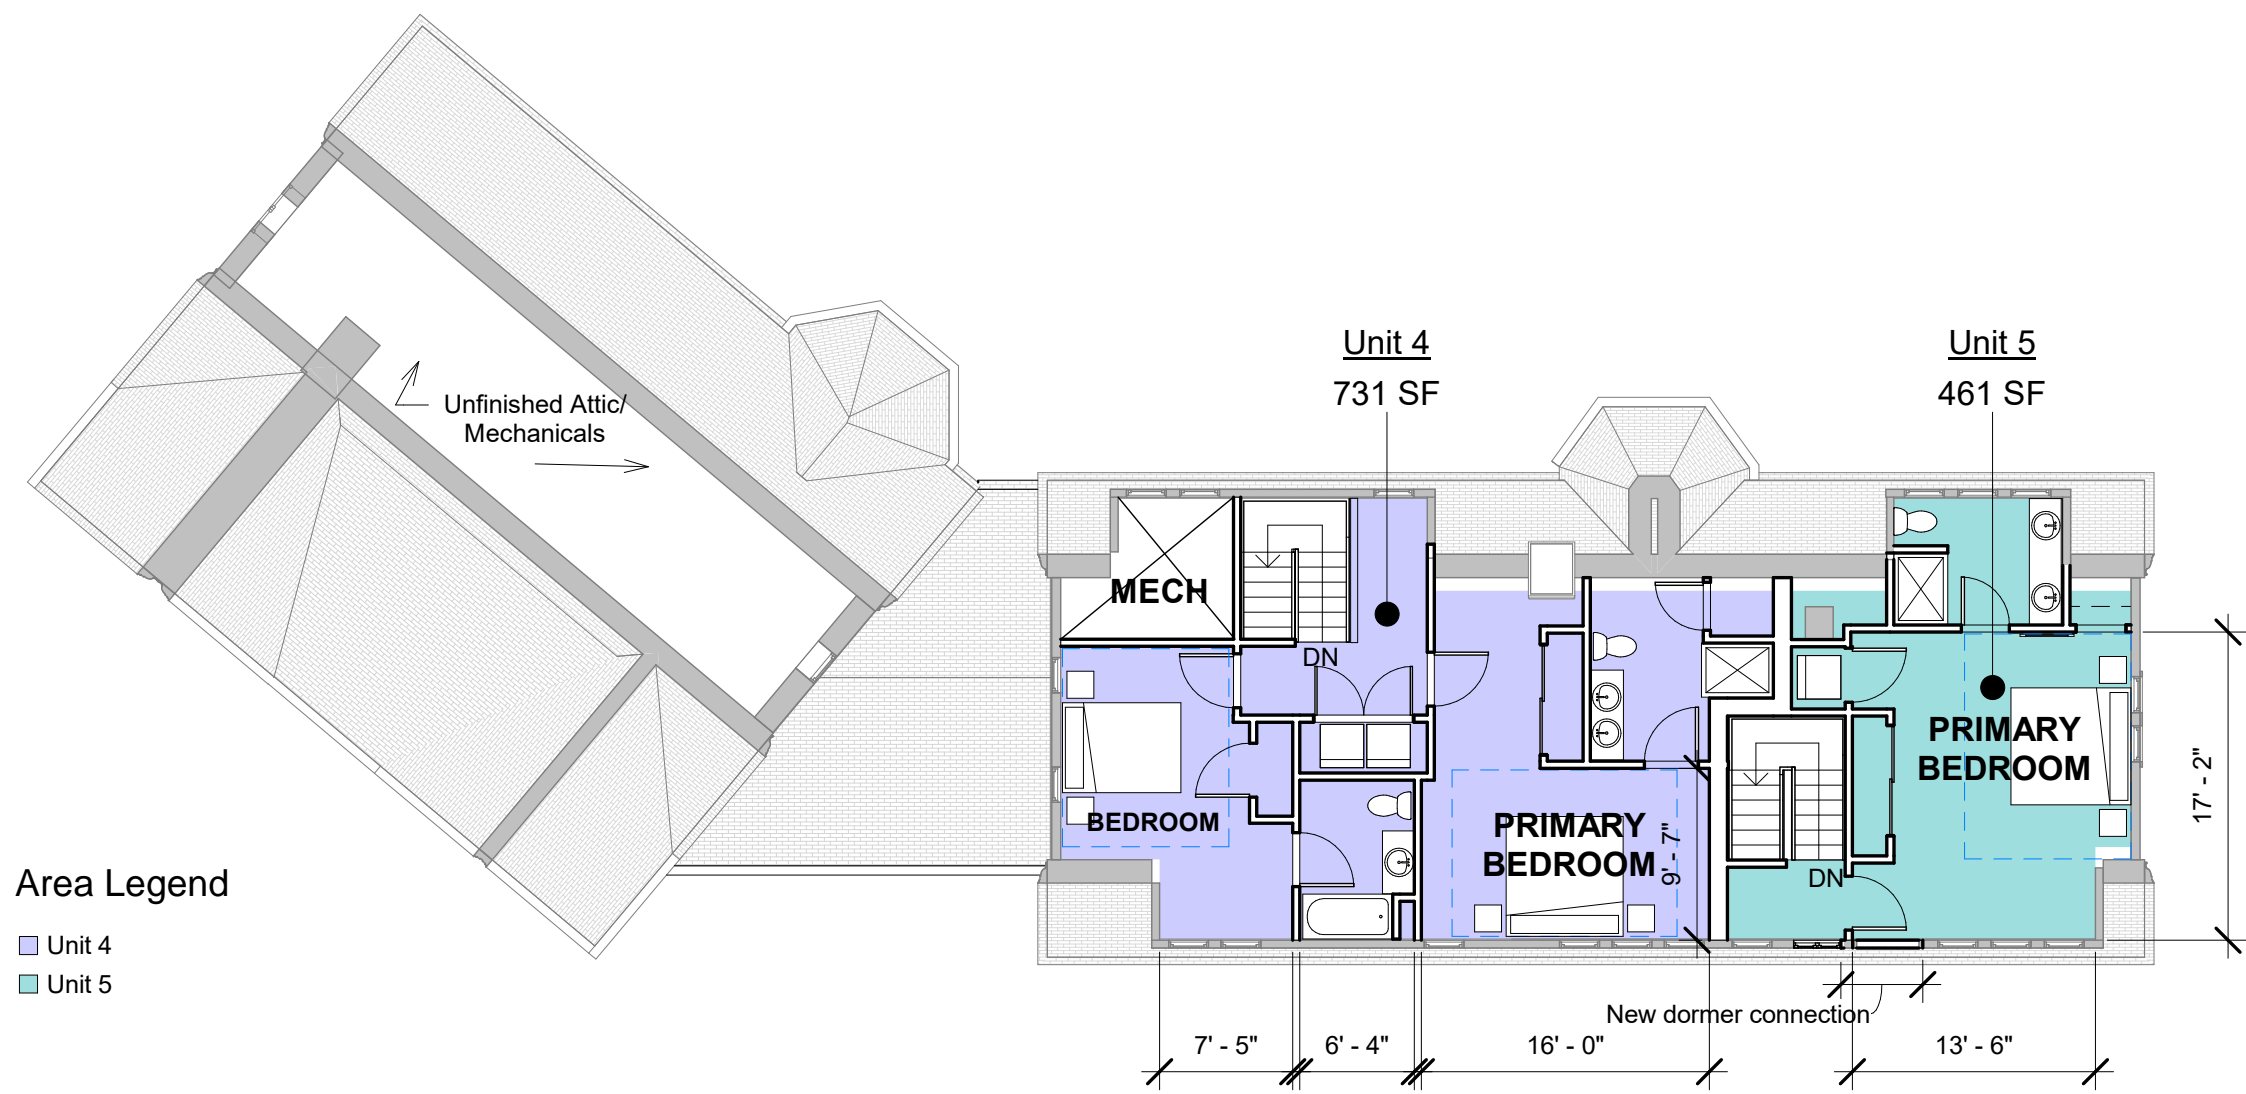 Unit 4
731 SF
Unit 5
461 SF
Unfinished Attic/
Mechanicals
MECH
DN
BEDROOM
PRIMARY
BEDROOM
9' - 7"
PRIMARY
BEDROOM
DN
17' - 2"
Area Legend
Unit 4
Unit 5
New dormer connection
7' - 5"
6' - 4"
16' - 0"
13' - 6"